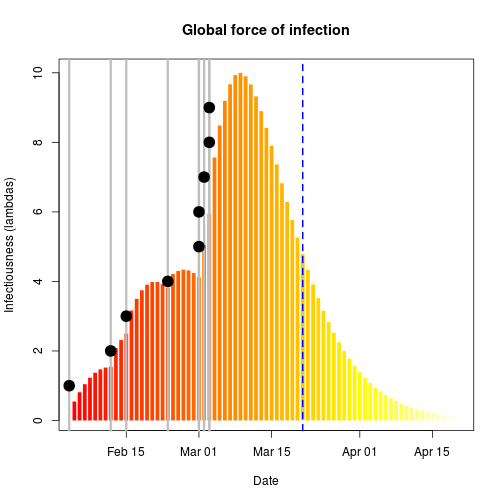 Global force of infection
Infectiousness (lambdas)
10
8
6
4
2
0
Feb 15 Mar 01 Mar 15 Apr 01 Apr 15
Date